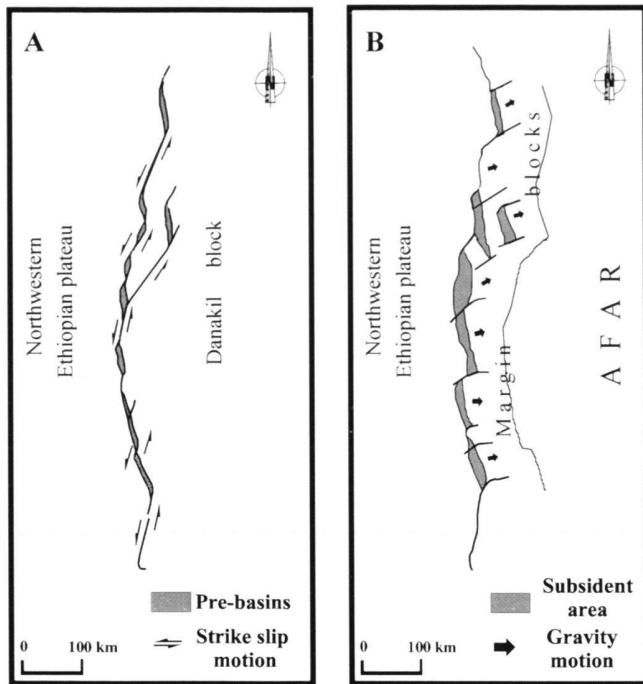 A
N
Northwestern
Ethiopian plateau
Danakil block
Pre-basins
Strike slip
motion
0 100 km
B
N
Northwestern
Ethiopian plateau
Margin blocks
AFAR
Subsident
area
Gravity
motion
0 100 km